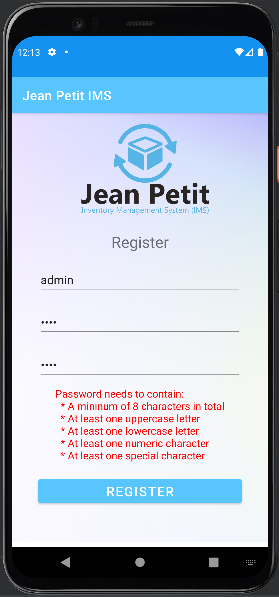 12:13
Jean Petit IMS
Jean Petit
Inventory Management System (IMS)
Register
admin
••••
••••
Password needs to contain:
* A mininum of 8 characters in total
* At least one uppercase letter
* At least one lowercase letter
* At least one numeric character
* At least one special character
REGISTER